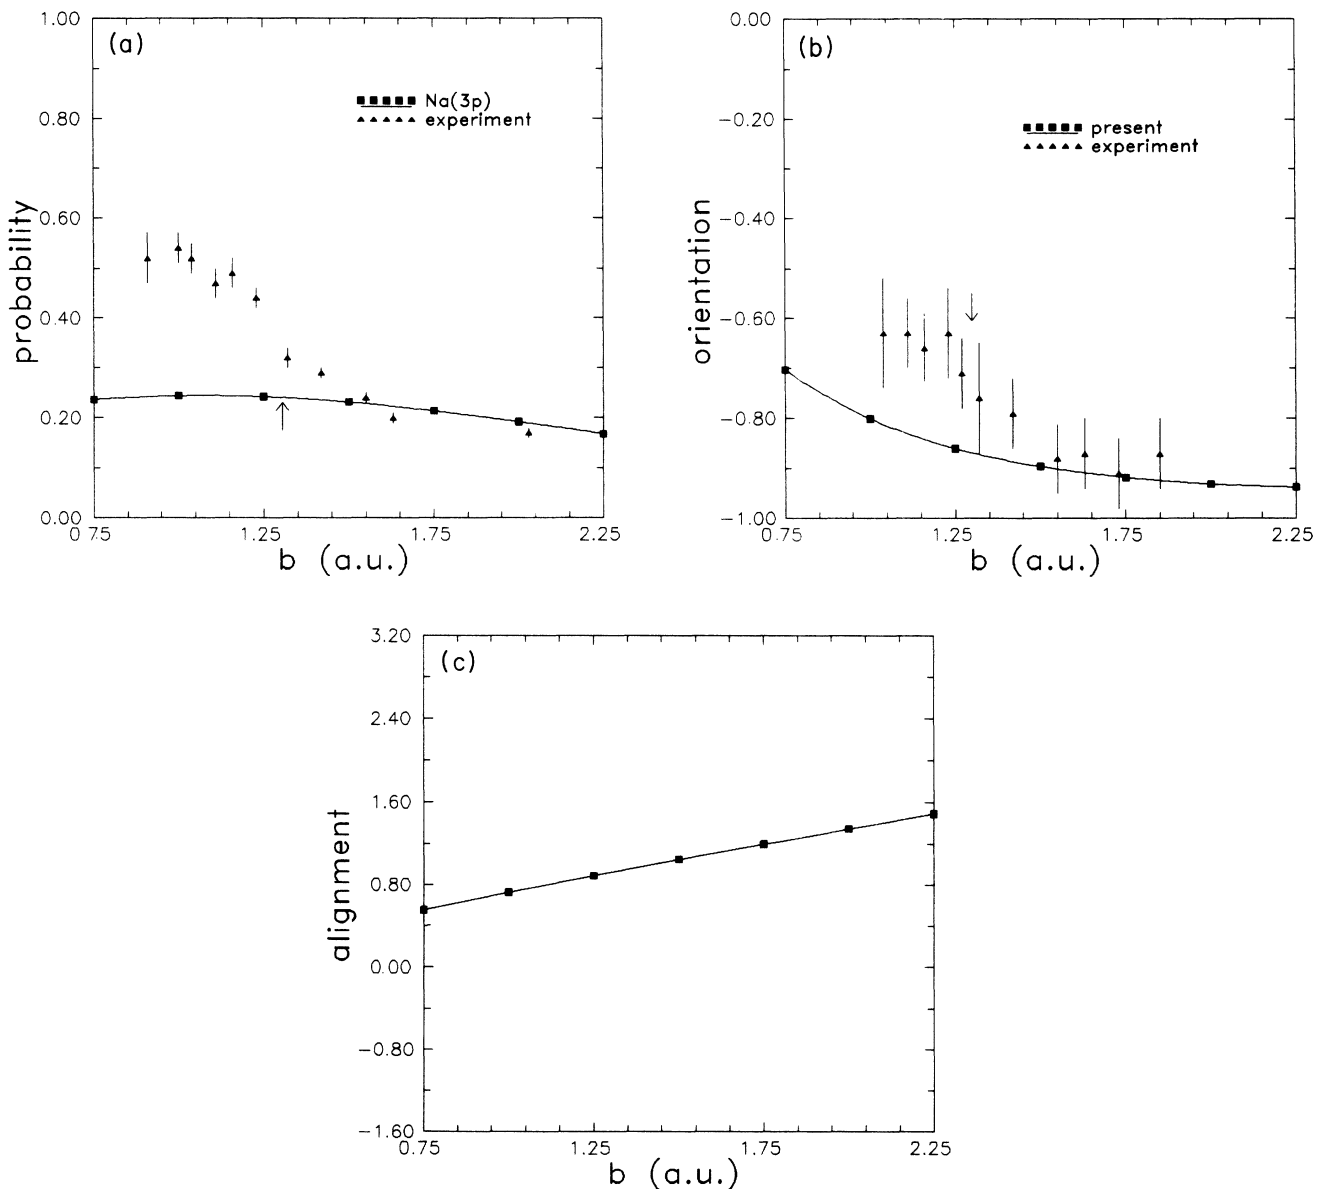 (a)
1.00
0.80
0.60
0.40
0.20
0.00
probability
Na(3p)
experiment
0.75
1.25
1.75
2.25
b (a.u.)
(b)
0.00
−0.20
−0.40
−0.60
−0.80
−1.00
orientation
present
experiment
0.75
1.25
1.75
2.25
b (a.u.)
(c)
3.20
2.40
1.60
0.80
0.00
−0.80
−1.60
alignment
0.75
1.25
1.75
2.25
b (a.u.)